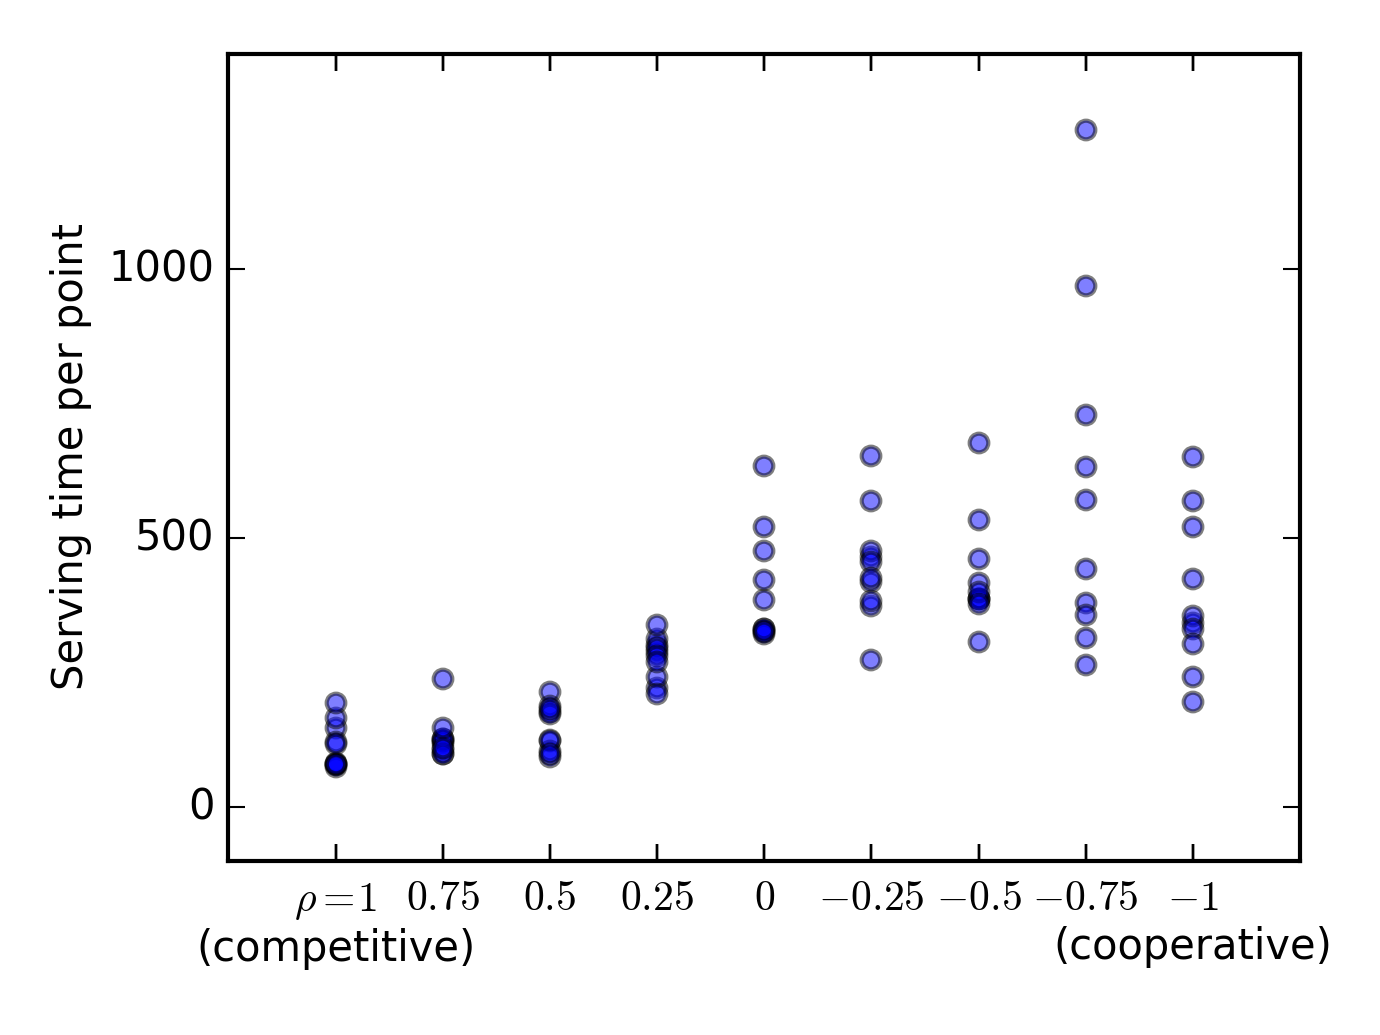 Serving time per point
1000
500
0
ρ=1 0.75 0.5 0.25 0 −0.25 −0.5 −0.75 −1
(competitive) (cooperative)